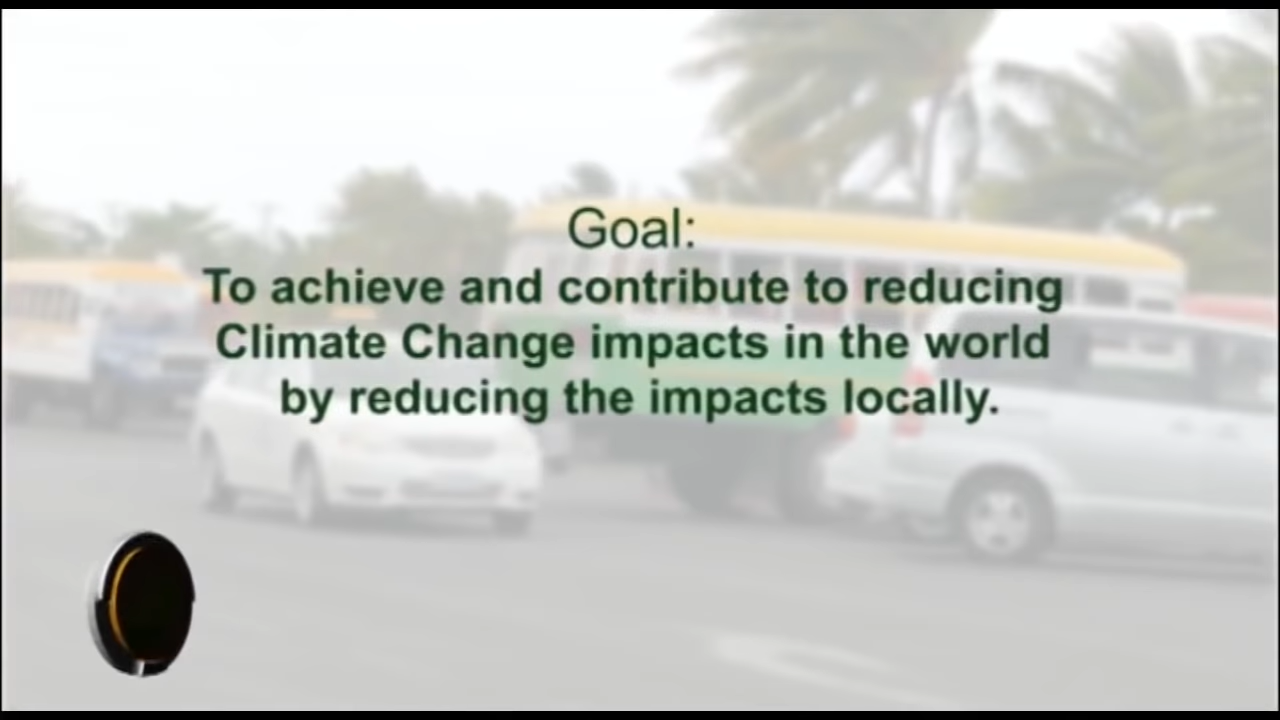 Goal:
To achieve and contribute to reducing
Climate Change impacts in the world
by reducing the impacts locally.